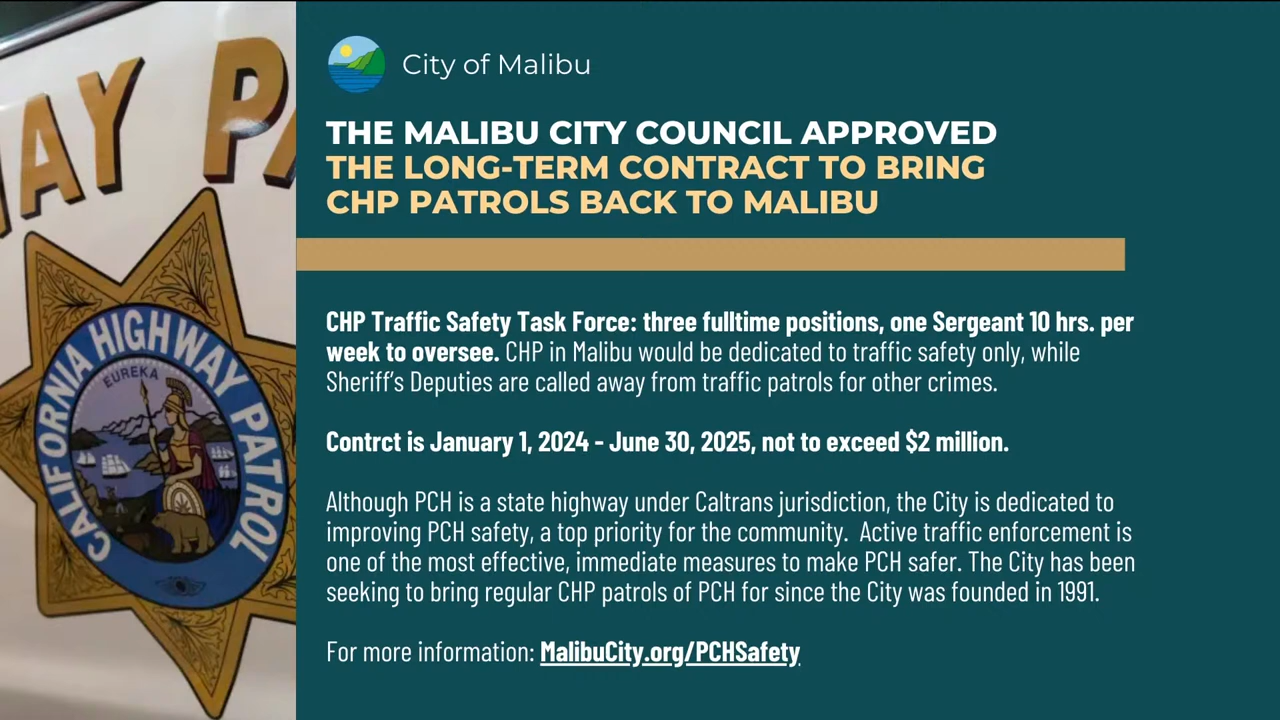 WAY PA
CALIFORNIA HIGHWAY PATROL
EUREKA
City of Malibu
THE MALIBU CITY COUNCIL APPROVED
THE LONG-TERM CONTRACT TO BRING
CHP PATROLS BACK TO MALIBU
CHP Traffic Safety Task Force: three fulltime positions, one Sergeant 10 hrs. per
week to oversee. CHP in Malibu would be dedicated to traffic safety only, while
Sheriff's Deputies are called away from traffic patrols for other crimes.
Contrct is January 1, 2024 - June 30, 2025, not to exceed $2 million.
Although PCH is a state highway under Caltrans jurisdiction, the City is dedicated to
improving PCH safety, a top priority for the community.  Active traffic enforcement is
one of the most effective, immediate measures to make PCH safer. The City has been
seeking to bring regular CHP patrols of PCH for since the City was founded in 1991.
For more information: MalibuCity.org/PCHSafety